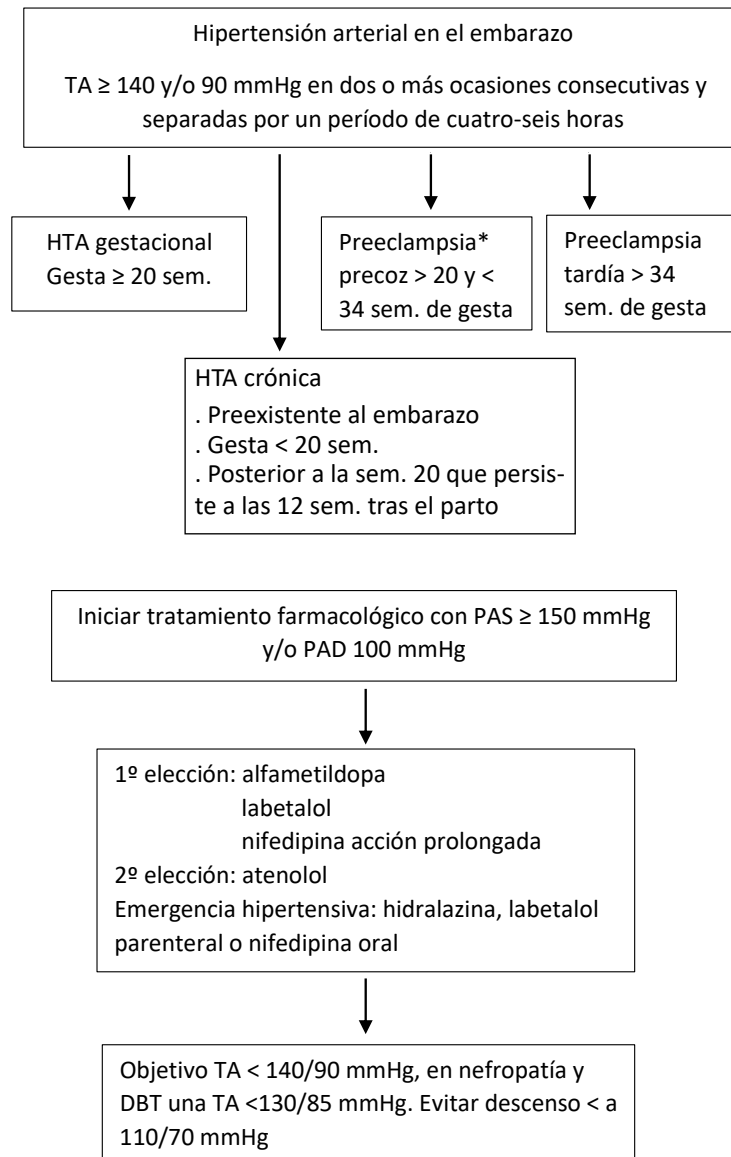 Hipertensión arterial en el embarazo
TA ≥ 140 y/o 90 mmHg en dos o más ocasiones consecutivas y
separadas por un período de cuatro-seis horas
HTA gestacional
Gesta ≥ 20 sem.
Preeclampsia*
precoz > 20 y <
34 sem. de gesta
Preeclampsia
tardía > 34
sem. de gesta
HTA crónica
. Preexistente al embarazo
. Gesta < 20 sem.
. Posterior a la sem. 20 que persis-
te a las 12 sem. tras el parto
Iniciar tratamiento farmacológico con PAS ≥ 150 mmHg
y/o PAD 100 mmHg
1º elección: alfametildopa
labetalol
nifedipina acción prolongada
2º elección: atenolol
Emergencia hipertensiva: hidralazina, labetalol
parenteral o nifedipina oral
Objetivo TA < 140/90 mmHg, en nefropatía y
DBT una TA <130/85 mmHg. Evitar descenso < a
110/70 mmHg